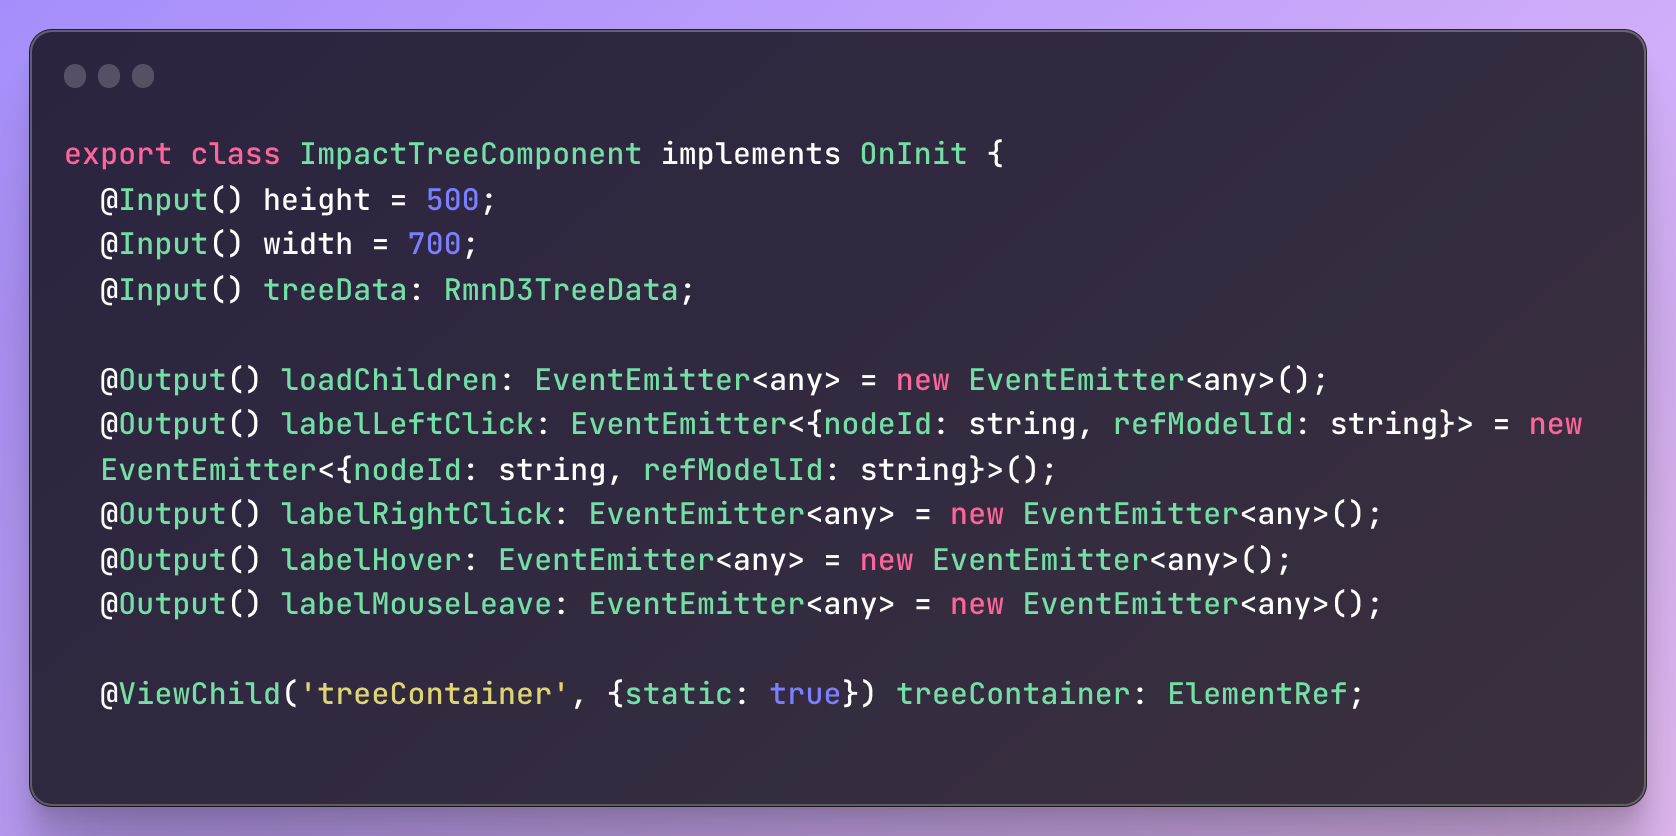 export class ImpactTreeComponent implements OnInit {
  @Input() height = 500;
  @Input() width = 700;
  @Input() treeData: RmnD3TreeData;

  @Output() loadChildren: EventEmitter<any> = new EventEmitter<any>();
  @Output() labelLeftClick: EventEmitter<{nodeId: string, refModelId: string}> = new
  EventEmitter<{nodeId: string, refModelId: string}>();
  @Output() labelRightClick: EventEmitter<any> = new EventEmitter<any>();
  @Output() labelHover: EventEmitter<any> = new EventEmitter<any>();
  @Output() labelMouseLeave: EventEmitter<any> = new EventEmitter<any>();

  @ViewChild('treeContainer', {static: true}) treeContainer: ElementRef;